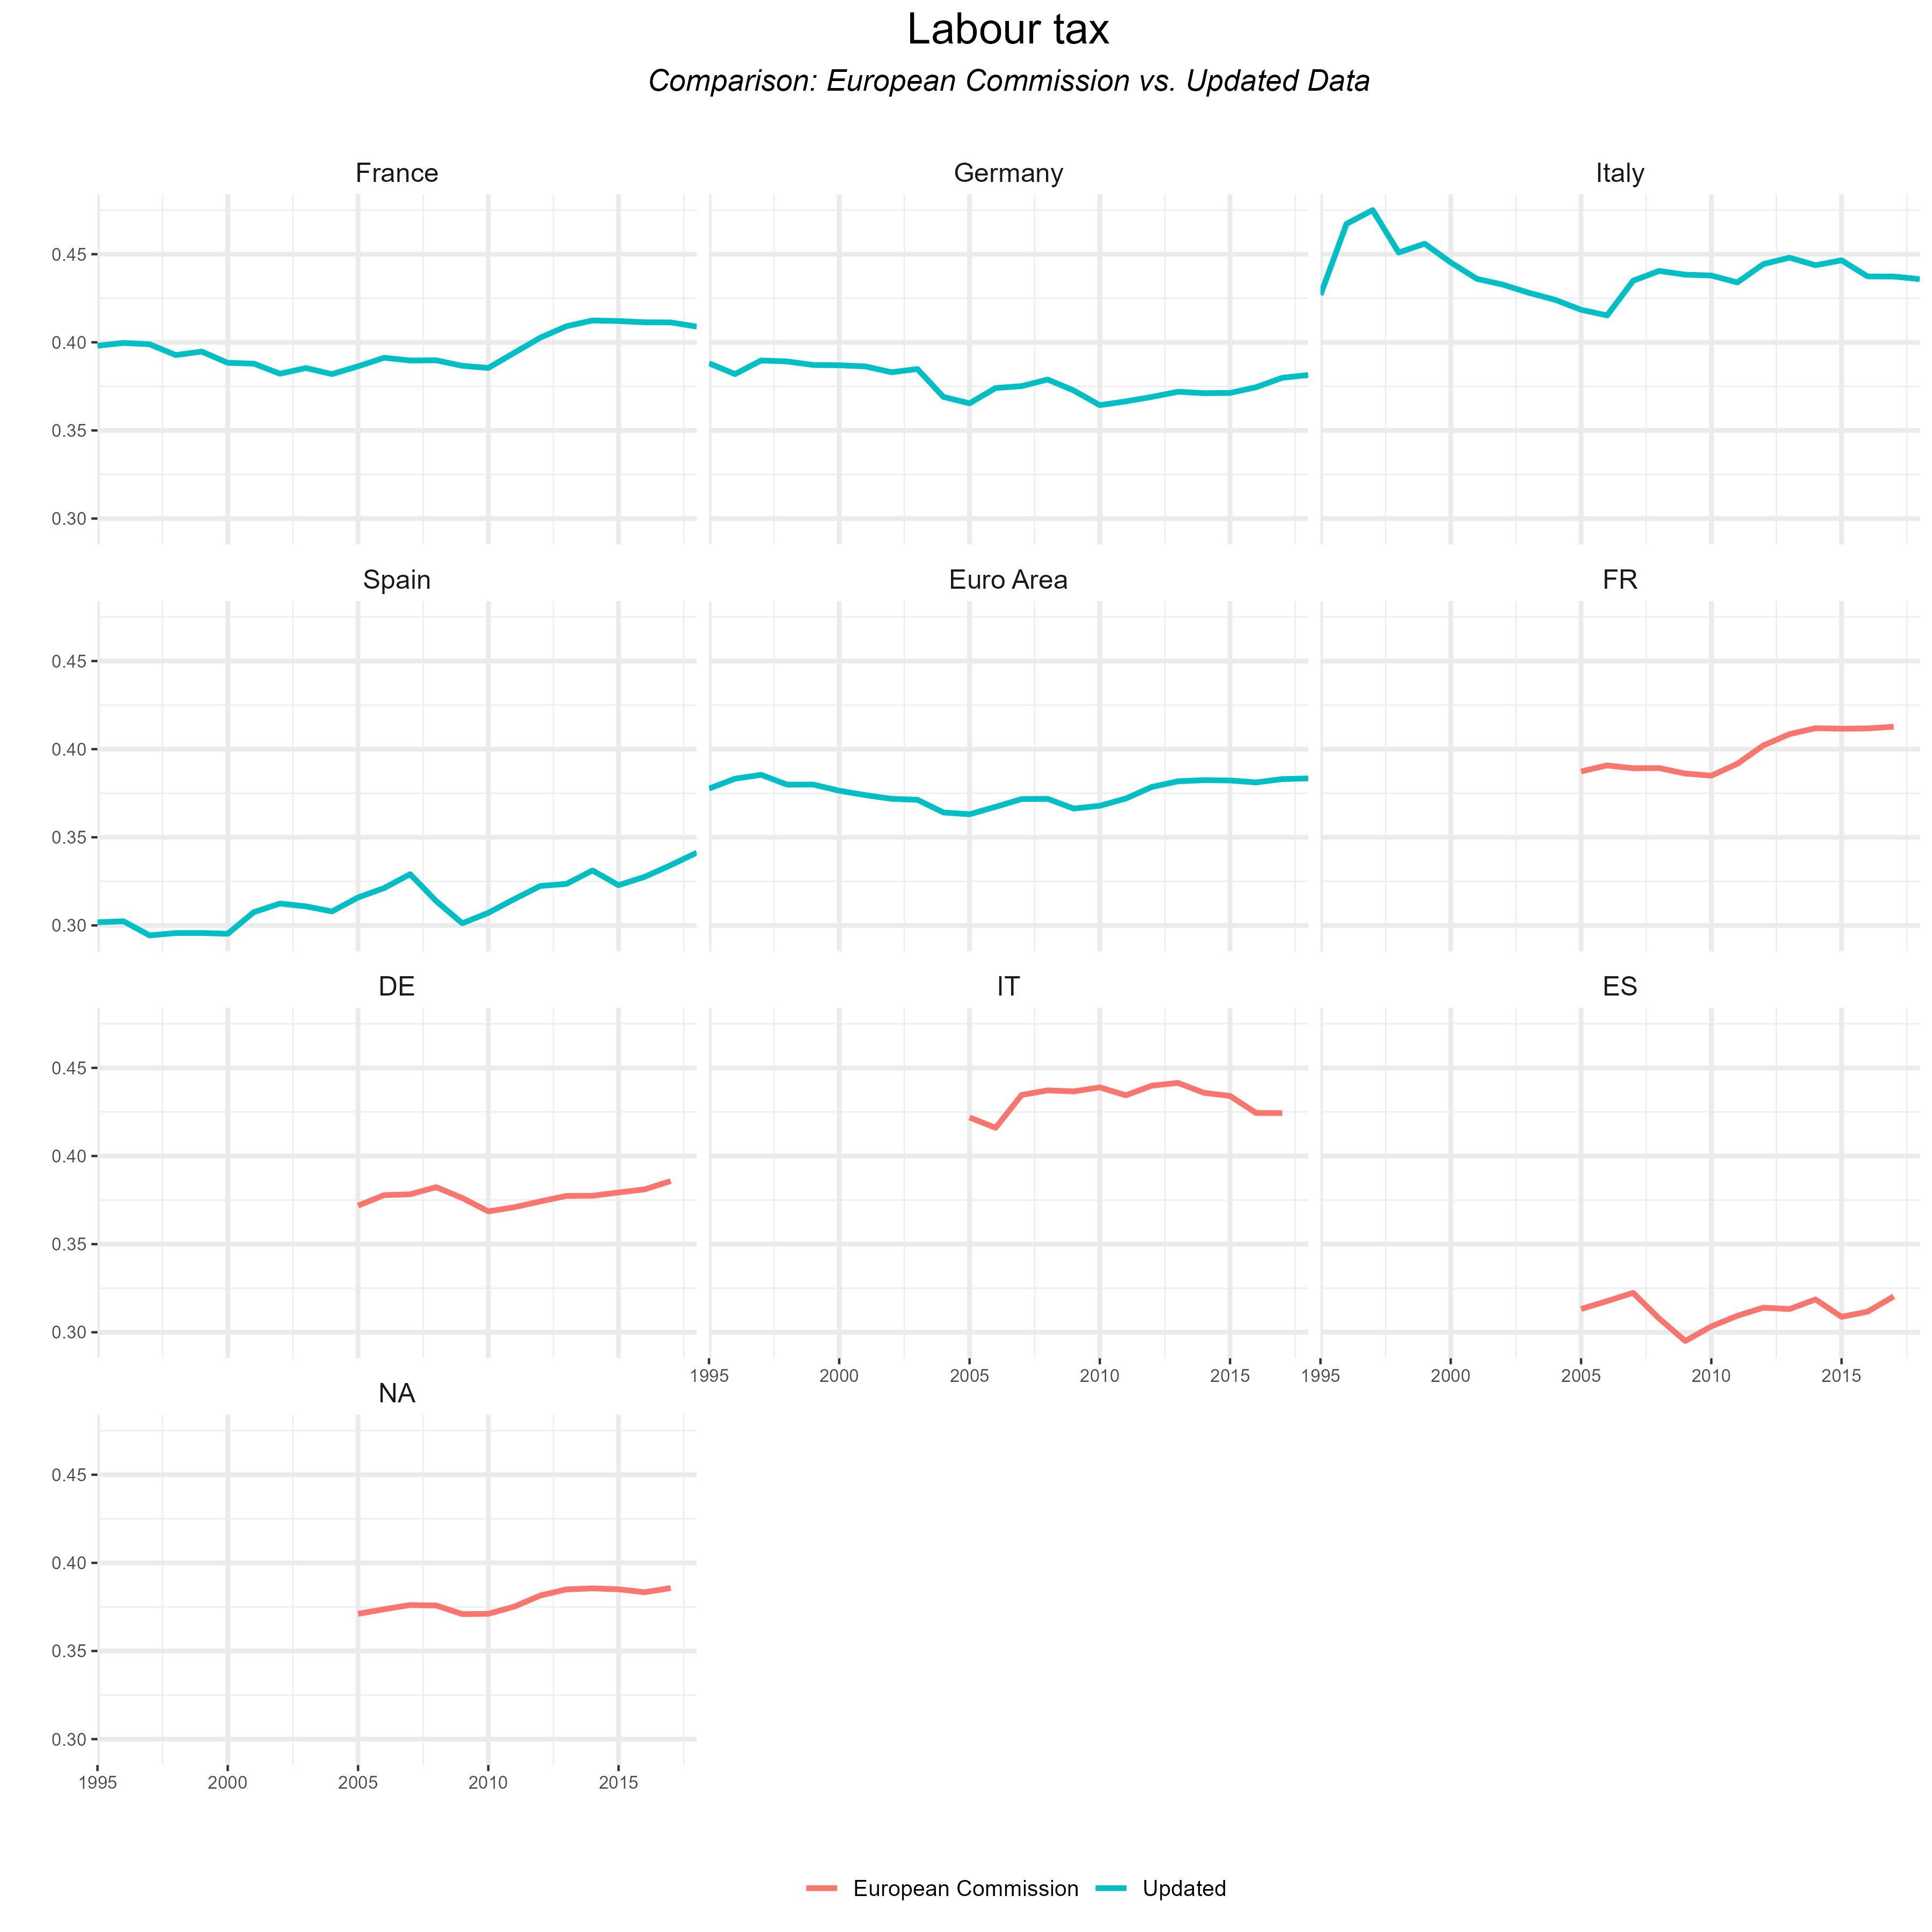 Labour tax
Comparison: European Commission vs. Updated Data
France
Germany
Italy
0.45
0.40
0.35
0.30
Spain
Euro Area
FR
0.45
0.40
0.35
0.30
DE
IT
ES
0.45
0.40
0.35
0.30
1995 2000 2005 2010 2015
1995 2000 2005 2010 2015
NA
0.45
0.40
0.35
0.30
1995 2000 2005 2010 2015
European Commission
Updated